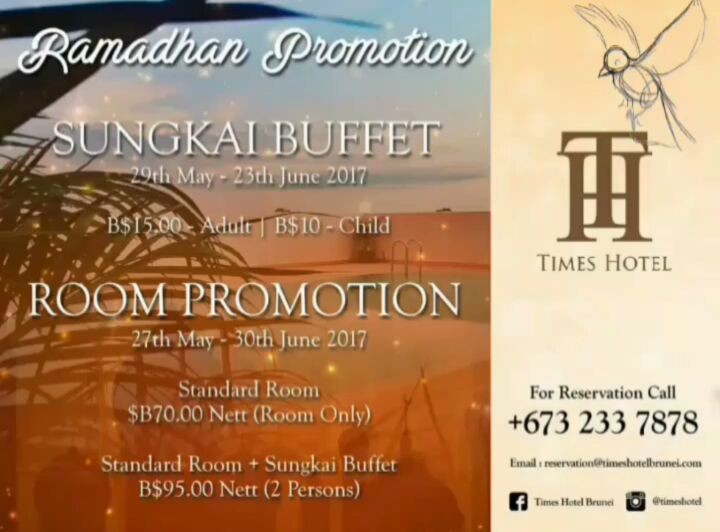 Ramadhan Promotion
SUNGKAI BUFFET
29th May - 23th June 2017
B$15.00 - Adult | B$10 - Child
ROOM PROMOTION
27th May - 30th June 2017
Standard Room
$B70.00 Nett (Room Only)
Standard Room + Sungkai Buffet
B$95.00 Nett (2 Persons)
TH
TIMES HOTEL
For Reservation Call
+673 233 7878
Email : reservation@timeshotelbrunei.com
Times Hotel Brunei @timeshotel